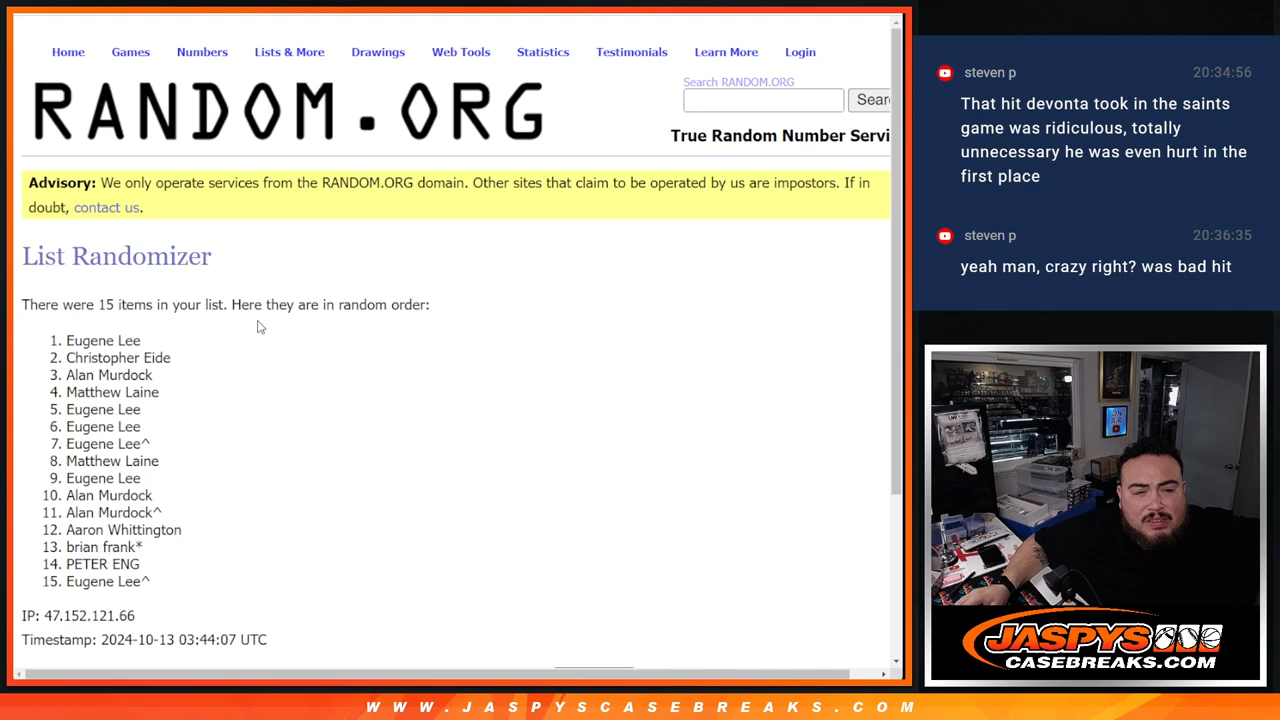 Home Games Numbers Lists & More Drawings Web Tools Statistics Testimonials Learn More Login
RANDOM.ORG
Search RANDOM.ORG
Sear
True Random Number Servi
Advisory: We only operate services from the RANDOM.ORG domain. Other sites that claim to be operated by us are impostors. If in
doubt, contact us.
List Randomizer
There were 15 items in your list. Here they are in random order:
1. Eugene Lee
2. Christopher Eide
3. Alan Murdock
4. Matthew Laine
5. Eugene Lee
6. Eugene Lee
7. Eugene Lee^
8. Matthew Laine
9. Eugene Lee
10. Alan Murdock
11. Alan Murdock^
12. Aaron Whittington
13. brian frank*
14. PETER ENG
15. Eugene Lee^
IP: 47.152.121.66
Timestamp: 2024-10-13 03:44:07 UTC
steven p 20:34:56
That hit devonta took in the saints
game was ridiculous, totally
unnecessary he was even hurt in the
first place
steven p 20:36:35
yeah man, crazy right? was bad hit
JASPYS
CASEBREAKS.COM
WWW.JASPYSCASEBREAKS.COM